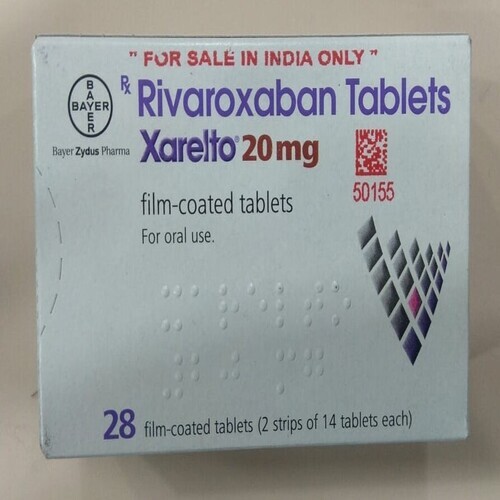 " FOR SALE IN INDIA ONLY "
BAYER
BAYER
Bayer Zydus Pharma
Rx Rivaroxaban Tablets
Xarelto® 20 mg
50155
film-coated tablets
For oral use.
28 film-coated tablets (2 strips of 14 tablets each)